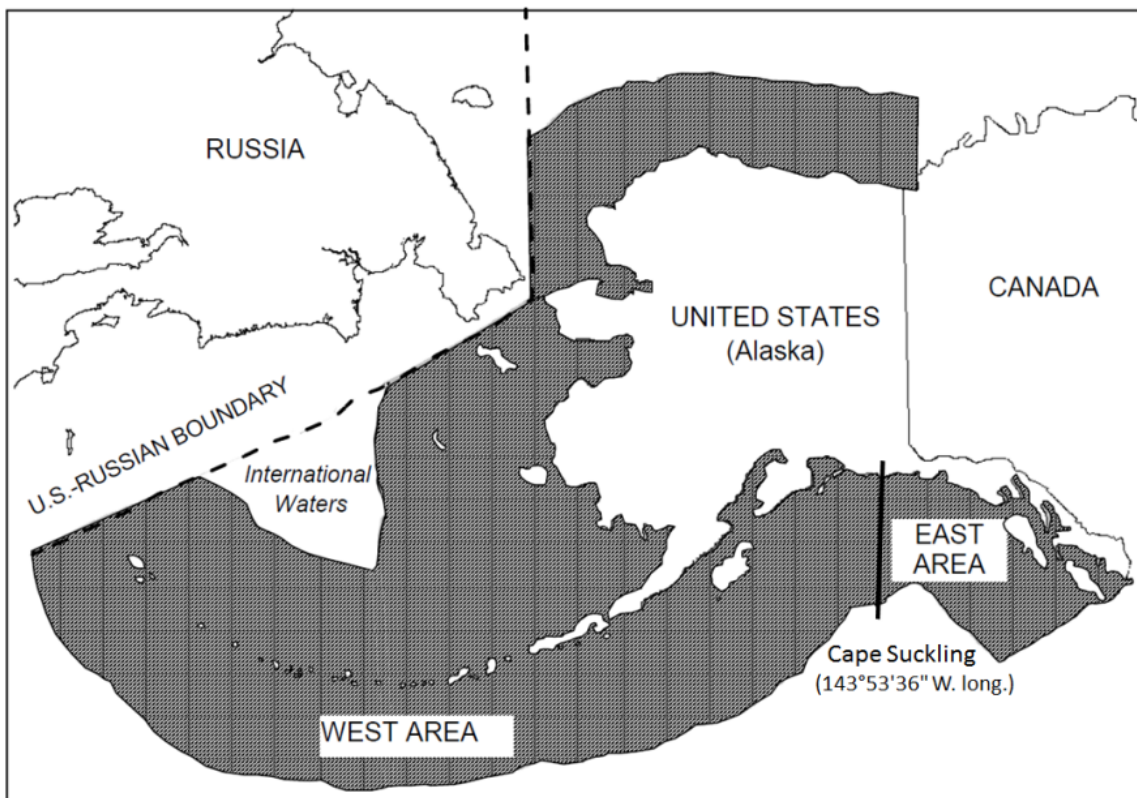 RUSSIA
CANADA
UNITED STATES
(Alaska)
U.S.-RUSSIAN BOUNDARY
International
Waters
EAST
AREA
Cape Suckling
(143°53'36" W. long.)
WEST AREA